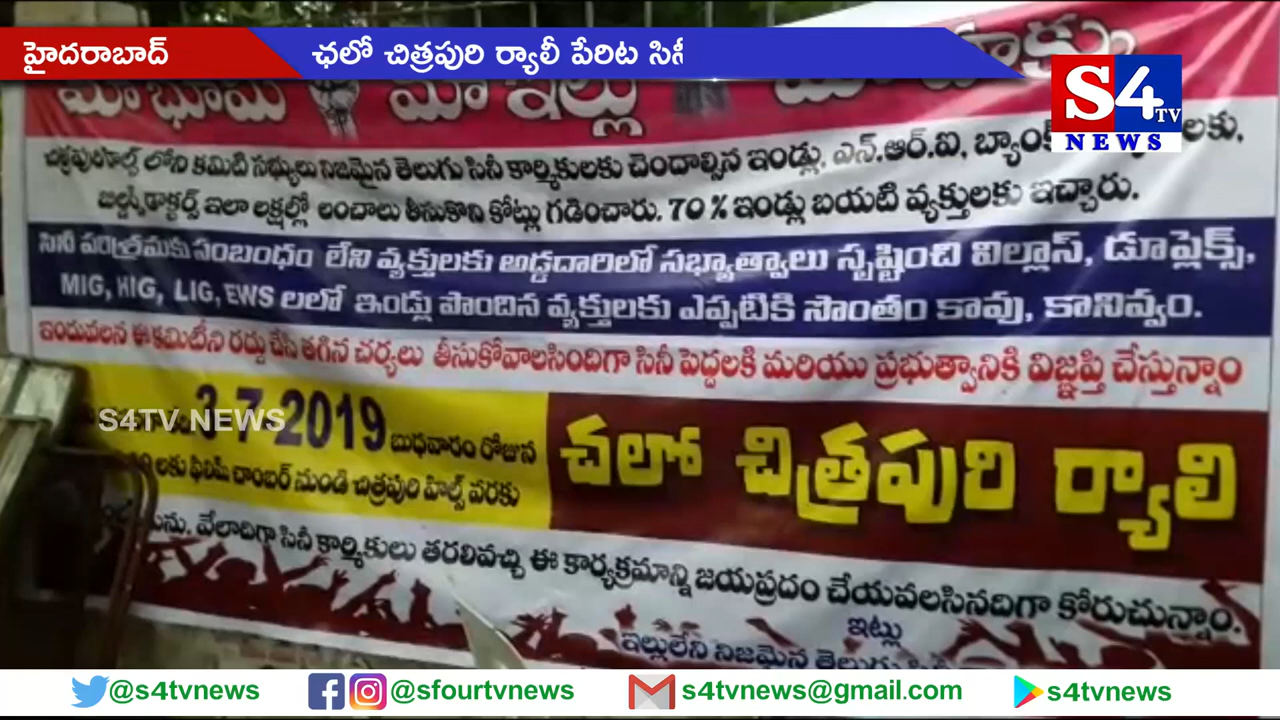 హైదరాబాద్
ఛలో చిత్రపురి ర్యాలీ పేరిట సినీ
S4 TV
NEWS
మా భూమి మా ఇల్లు
చిత్రపురిహిల్స్ లోని కమిటి సభ్యులు నిజమైన తెలుగు సినీ కార్మికులకు చెందాల్సిన ఇండ్లు, ఎన్.ఆర్.ఐ, బ్యాంక్ లకు,
బిల్డర్స్ డాక్టర్స్ ఇలా లక్షల్లో లంచాలు తీసుకొని కోట్లు గడించారు. 70% ఇండ్లు బయటి వ్యక్తులకు ఇచ్చారు.
సినీ పరిశ్రమకు సంబంధం లేని వ్యక్తులకు అడ్డదారిలో సభ్యత్వాలు సృష్టించి విల్లాస్, డూప్లెక్స్,
MIG, HIG, LIG, EWS లలో ఇండ్లు పొందిన వ్యక్తులకు ఎప్పటికి సొంతం కావు, కానివ్వం.
ఇందువలన ఈ కమిటీని రద్దు చేసి తగిన చర్యలు తీసుకోవాలసిందిగా సినీ పెద్దలకి మరియు ప్రభుత్వానికి విజ్ఞప్తి చేస్తున్నాం
S4TV NEWS
3-7-2019 బుధవారం రోజున
లకు ఫిలిమ్ చాంబర్ నుండి చిత్రపురి హిల్స్ వరకు
చలో చిత్రపురి ర్యాలి
వేలాదిగా సినీ కార్మికులు తరలివచ్చి ఈ కార్యక్రమాన్ని జయప్రదం చేయవలసినదిగా కోరుచున్నాం.
ఇట్లు
ఇల్లులేని నిజమైన తెలుగు
@s4tvnews
@sfourtvnews
s4tvnews@gmail.com
s4tvnews